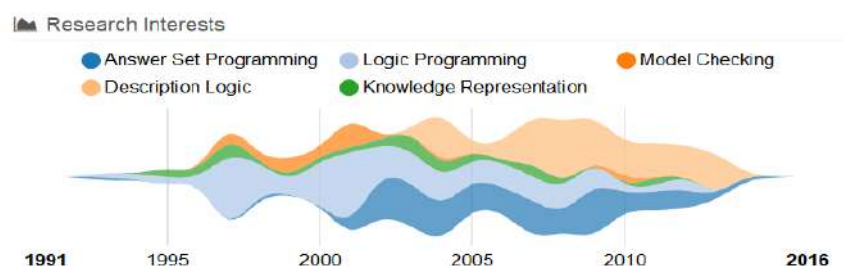 Research Interests
Answer Set Programming Logic Programming Model Checking
Description Logic Knowledge Representation
1991 1995 2000 2005 2010 2016